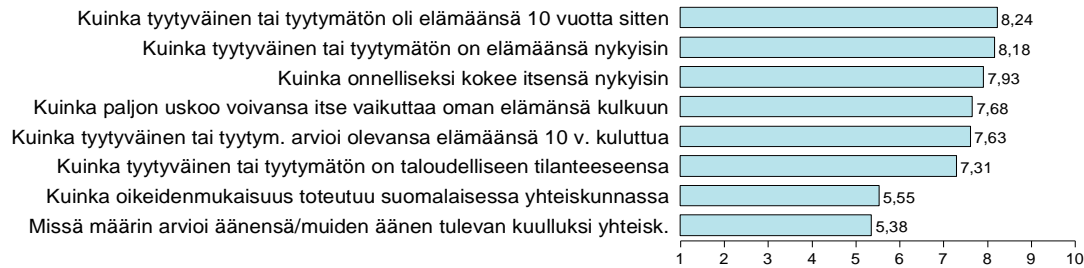 Kuinka tyytyväinen tai tyytymätön oli elämäänsä 10 vuotta sitten 8,24
Kuinka tyytyväinen tai tyytymätön on elämäänsä nykyisin 8,18
Kuinka onnelliseksi kokee itsensä nykyisin 7,93
Kuinka paljon uskoo voivansa itse vaikuttaa oman elämänsä kulkuun 7,68
Kuinka tyytyväinen tai tyytym. arvioi olevansa elämäänsä 10 v. kuluttua 7,63
Kuinka tyytyväinen tai tyytymätön on taloudelliseen tilanteeseensa 7,31
Kuinka oikeidenmukaisuus toteutuu suomalaisessa yhteiskunnassa 5,55
Missä määrin arvioi äänensä/muiden äänen tulevan kuulluksi yhteisk. 5,38
1 2 3 4 5 6 7 8 9 10